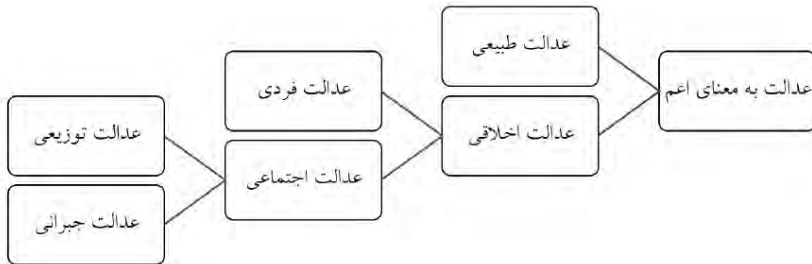 عدالت به معنای اعم
عدالت طبیعی
عدالت اخلاقی
عدالت فردی
عدالت اجتماعی
عدالت توزیعی
عدالت جبرانی